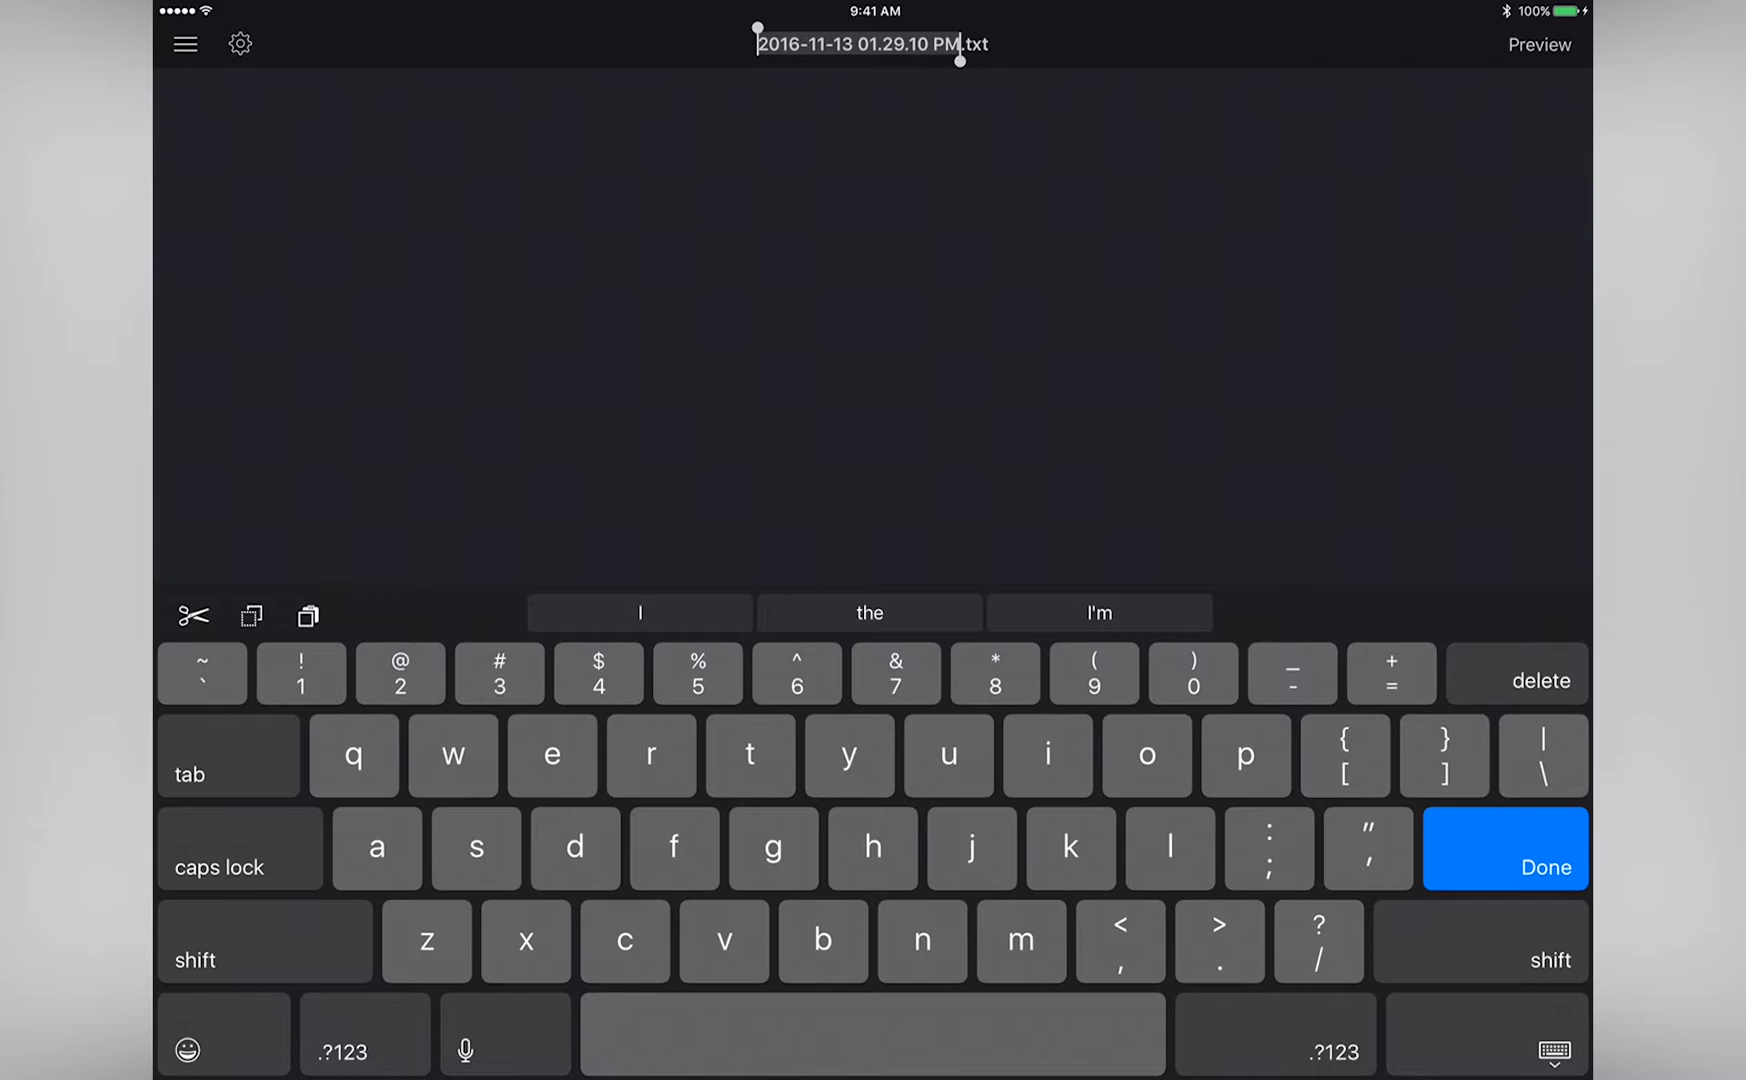 9:41 AM
100%
2016-11-13 01.29.10 PM.txt
Preview
I the I'm
~ ! @ # $ % ^ & * ( ) _ +
` 1 2 3 4 5 6 7 8 9 0 - = delete
tab q w e r t y u i o p { [ } ] | \
caps lock a s d f g h j k l : ; " ' Done
shift z x c v b n m < , > . ? / shift
.?123 .?123